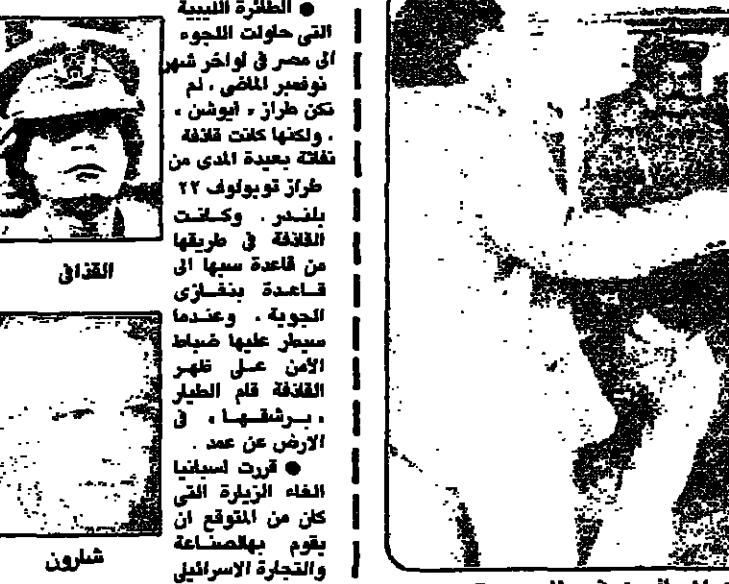 ● الطائرة الليبية
التى حاولت اللجوء
الى مصر فى اواخر شهر
نوفمبر الماضى ، لم
تكن طراز « اليوشن »
، ولكنها كانت قاذفة
نفاثة بعيدة المدى من
طراز توبولوف ٢٢
بلندر . وكانت
القاذفة فى طريقها
من قاعدة سبها الى
قاعدة بنغازى
الجوية . وعندما
سيطر عليها ضباط
الأمن على ظهر
القاذفة قام الطيار
« برشقها » فى
الارض عن عمد .
● قررت اسبانيا
الغاء الزيارة التى
كان من المتوقع ان
يقوم بها
والتجارة الاسرائيلى
القذافى
شارون